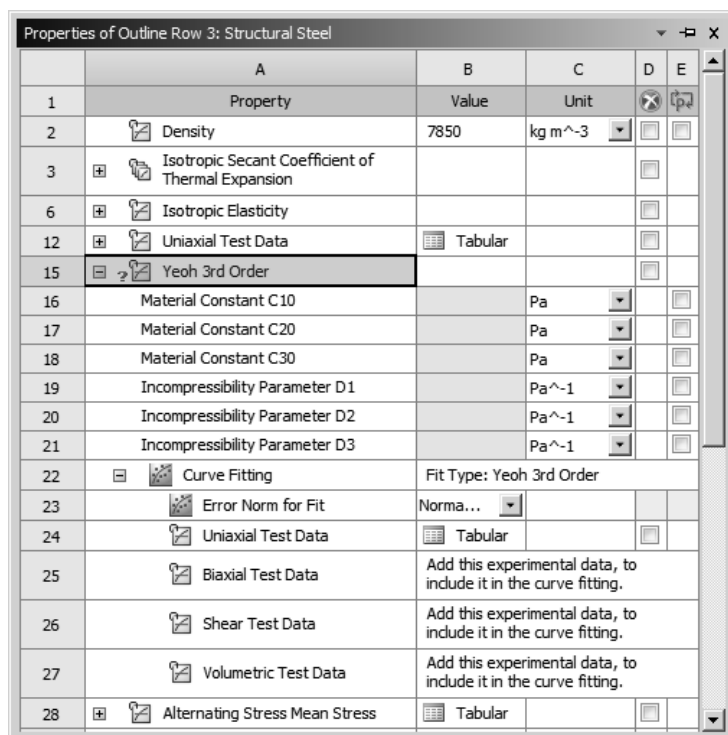 Properties of Outline Row 3: Structural Steel
A B C D E
1 Property Value Unit
2 Density 7850 kg m^-3
3 Isotropic Secant Coefficient of
Thermal Expansion
6 Isotropic Elasticity
12 Uniaxial Test Data Tabular
15 Yeoh 3rd Order
16 Material Constant C10 Pa
17 Material Constant C20 Pa
18 Material Constant C30 Pa
19 Incompressibility Parameter D1 Pa^-1
20 Incompressibility Parameter D2 Pa^-1
21 Incompressibility Parameter D3 Pa^-1
22 Curve Fitting Fit Type: Yeoh 3rd Order
23 Error Norm for Fit Norma...
24 Uniaxial Test Data Tabular
25 Biaxial Test Data Add this experimental data, to
include it in the curve fitting.
26 Shear Test Data Add this experimental data, to
include it in the curve fitting.
27 Volumetric Test Data Add this experimental data, to
include it in the curve fitting.
28 Alternating Stress Mean Stress Tabular